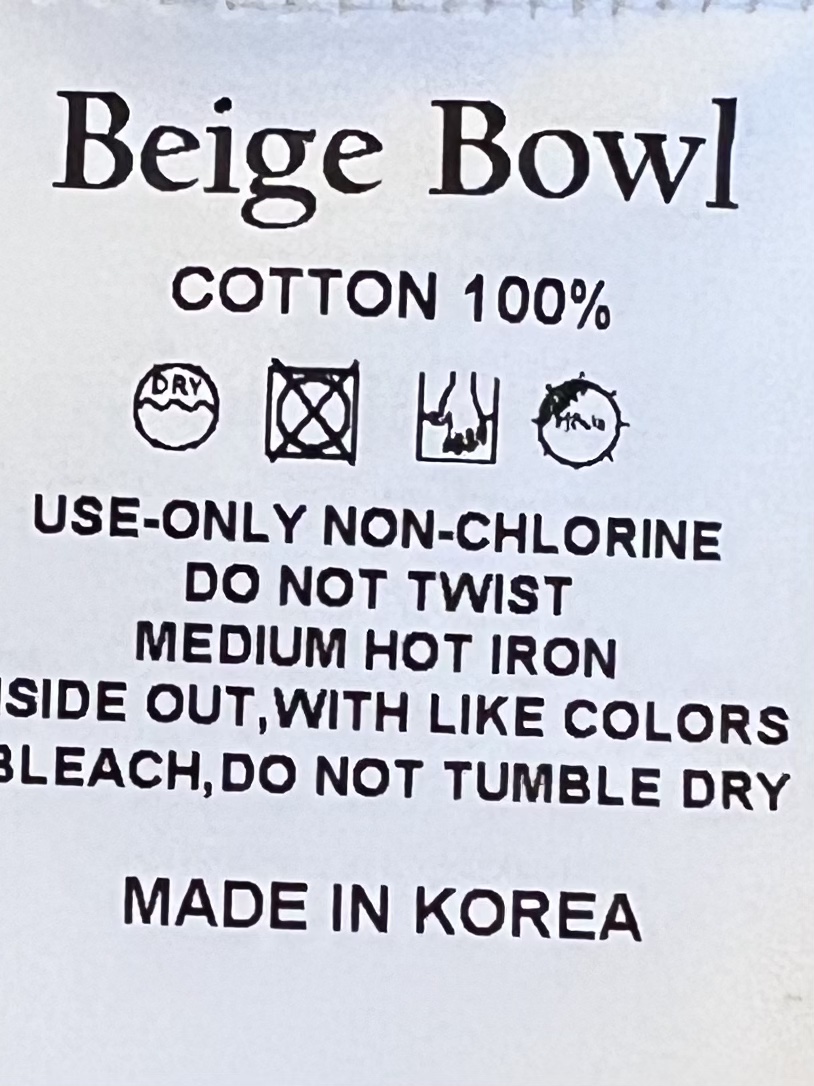 Beige Bowl
COTTON 100%
DRY
USE-ONLY NON-CHLORINE
DO NOT TWIST
MEDIUM HOT IRON
SIDE OUT,WITH LIKE COLORS
BLEACH,DO NOT TUMBLE DRY
MADE IN KOREA